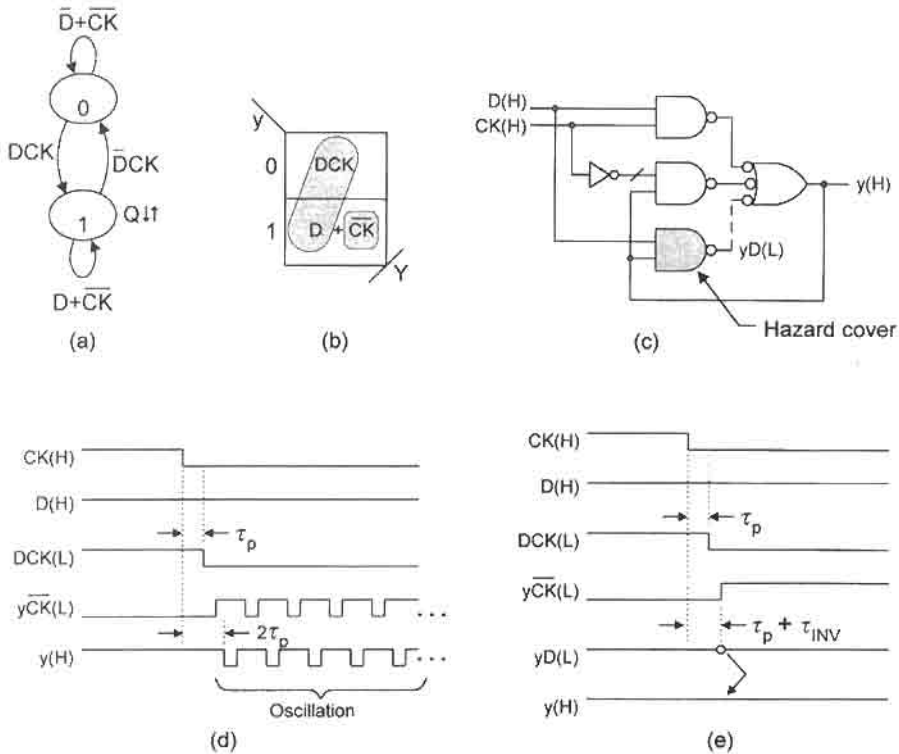 D̅+C̅K̅
0
DCK
D̅CK
1
Q↓↑
D+C̅K̅
(a)
y
0
DCK
1
D + C̅K̅
Y
(b)
D(H)
CK(H)
y(H)
yD(L)
Hazard cover
(c)
CK(H)
D(H)
τp
DCK(L)
yC̅K̅(L)
2τp
y(H)
Oscillation
(d)
CK(H)
D(H)
τp
DCK(L)
yC̅K̅(L)
τp + τINV
yD(L)
y(H)
(e)